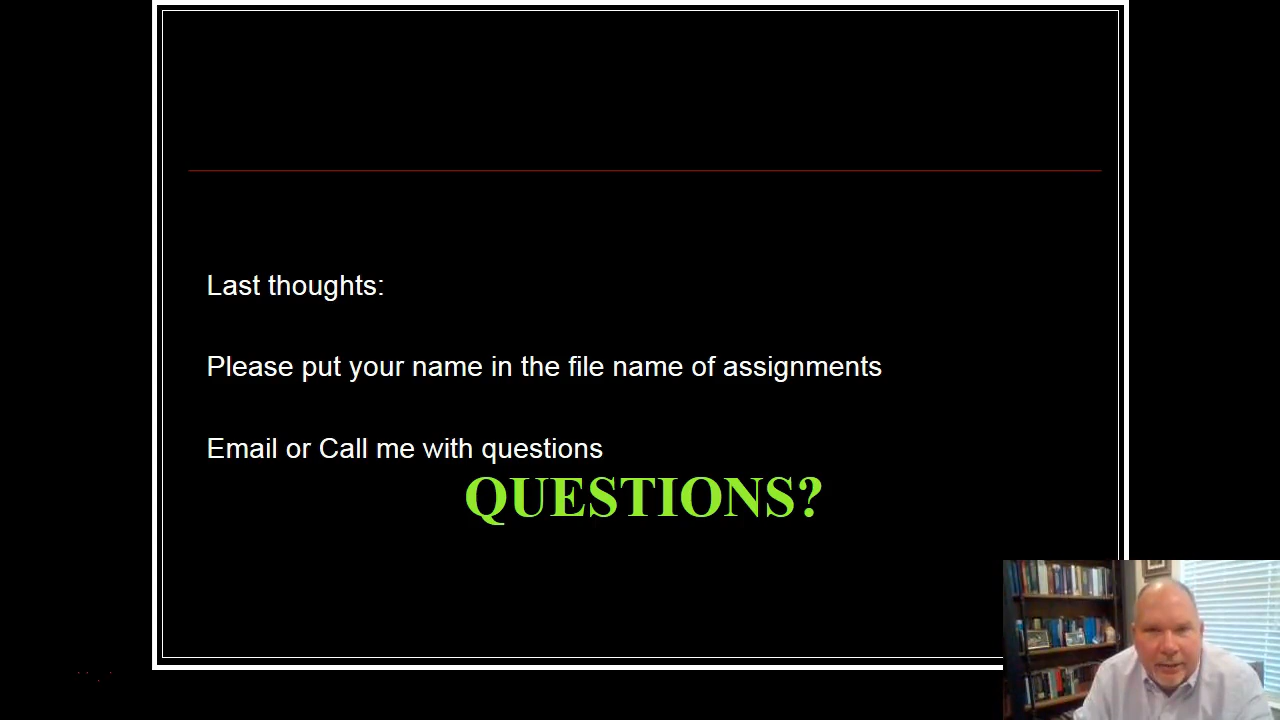 Last thoughts:
Please put your name in the file name of assignments
Email or Call me with questions
QUESTIONS?